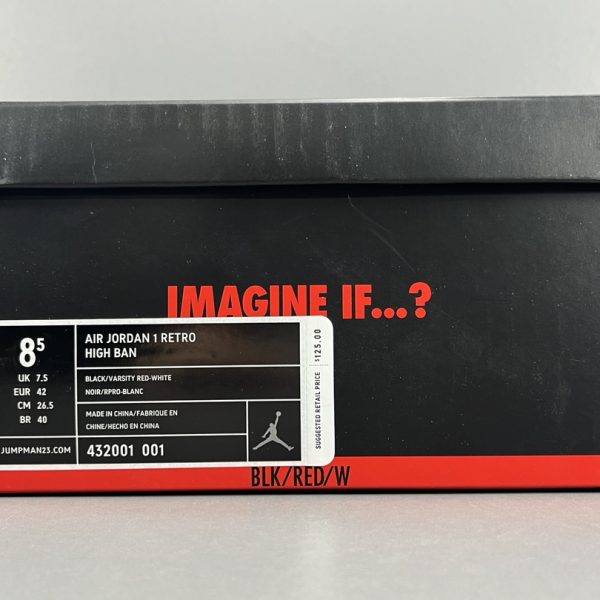 IMAGINE IF...?
8⁵
UK 7.5
EUR 42
CM 26.5
BR 40
JUMPMAN23.COM
AIR JORDAN 1 RETRO
HIGH BAN
BLACK/VARSITY RED-WHITE
NOIR/RPRO-BLANC
MADE IN CHINA/FABRIQUE EN
CHINE/HECHO EN CHINA
432001 001
SUGGESTED RETAIL PRICE $125.00
BLK/RED/W